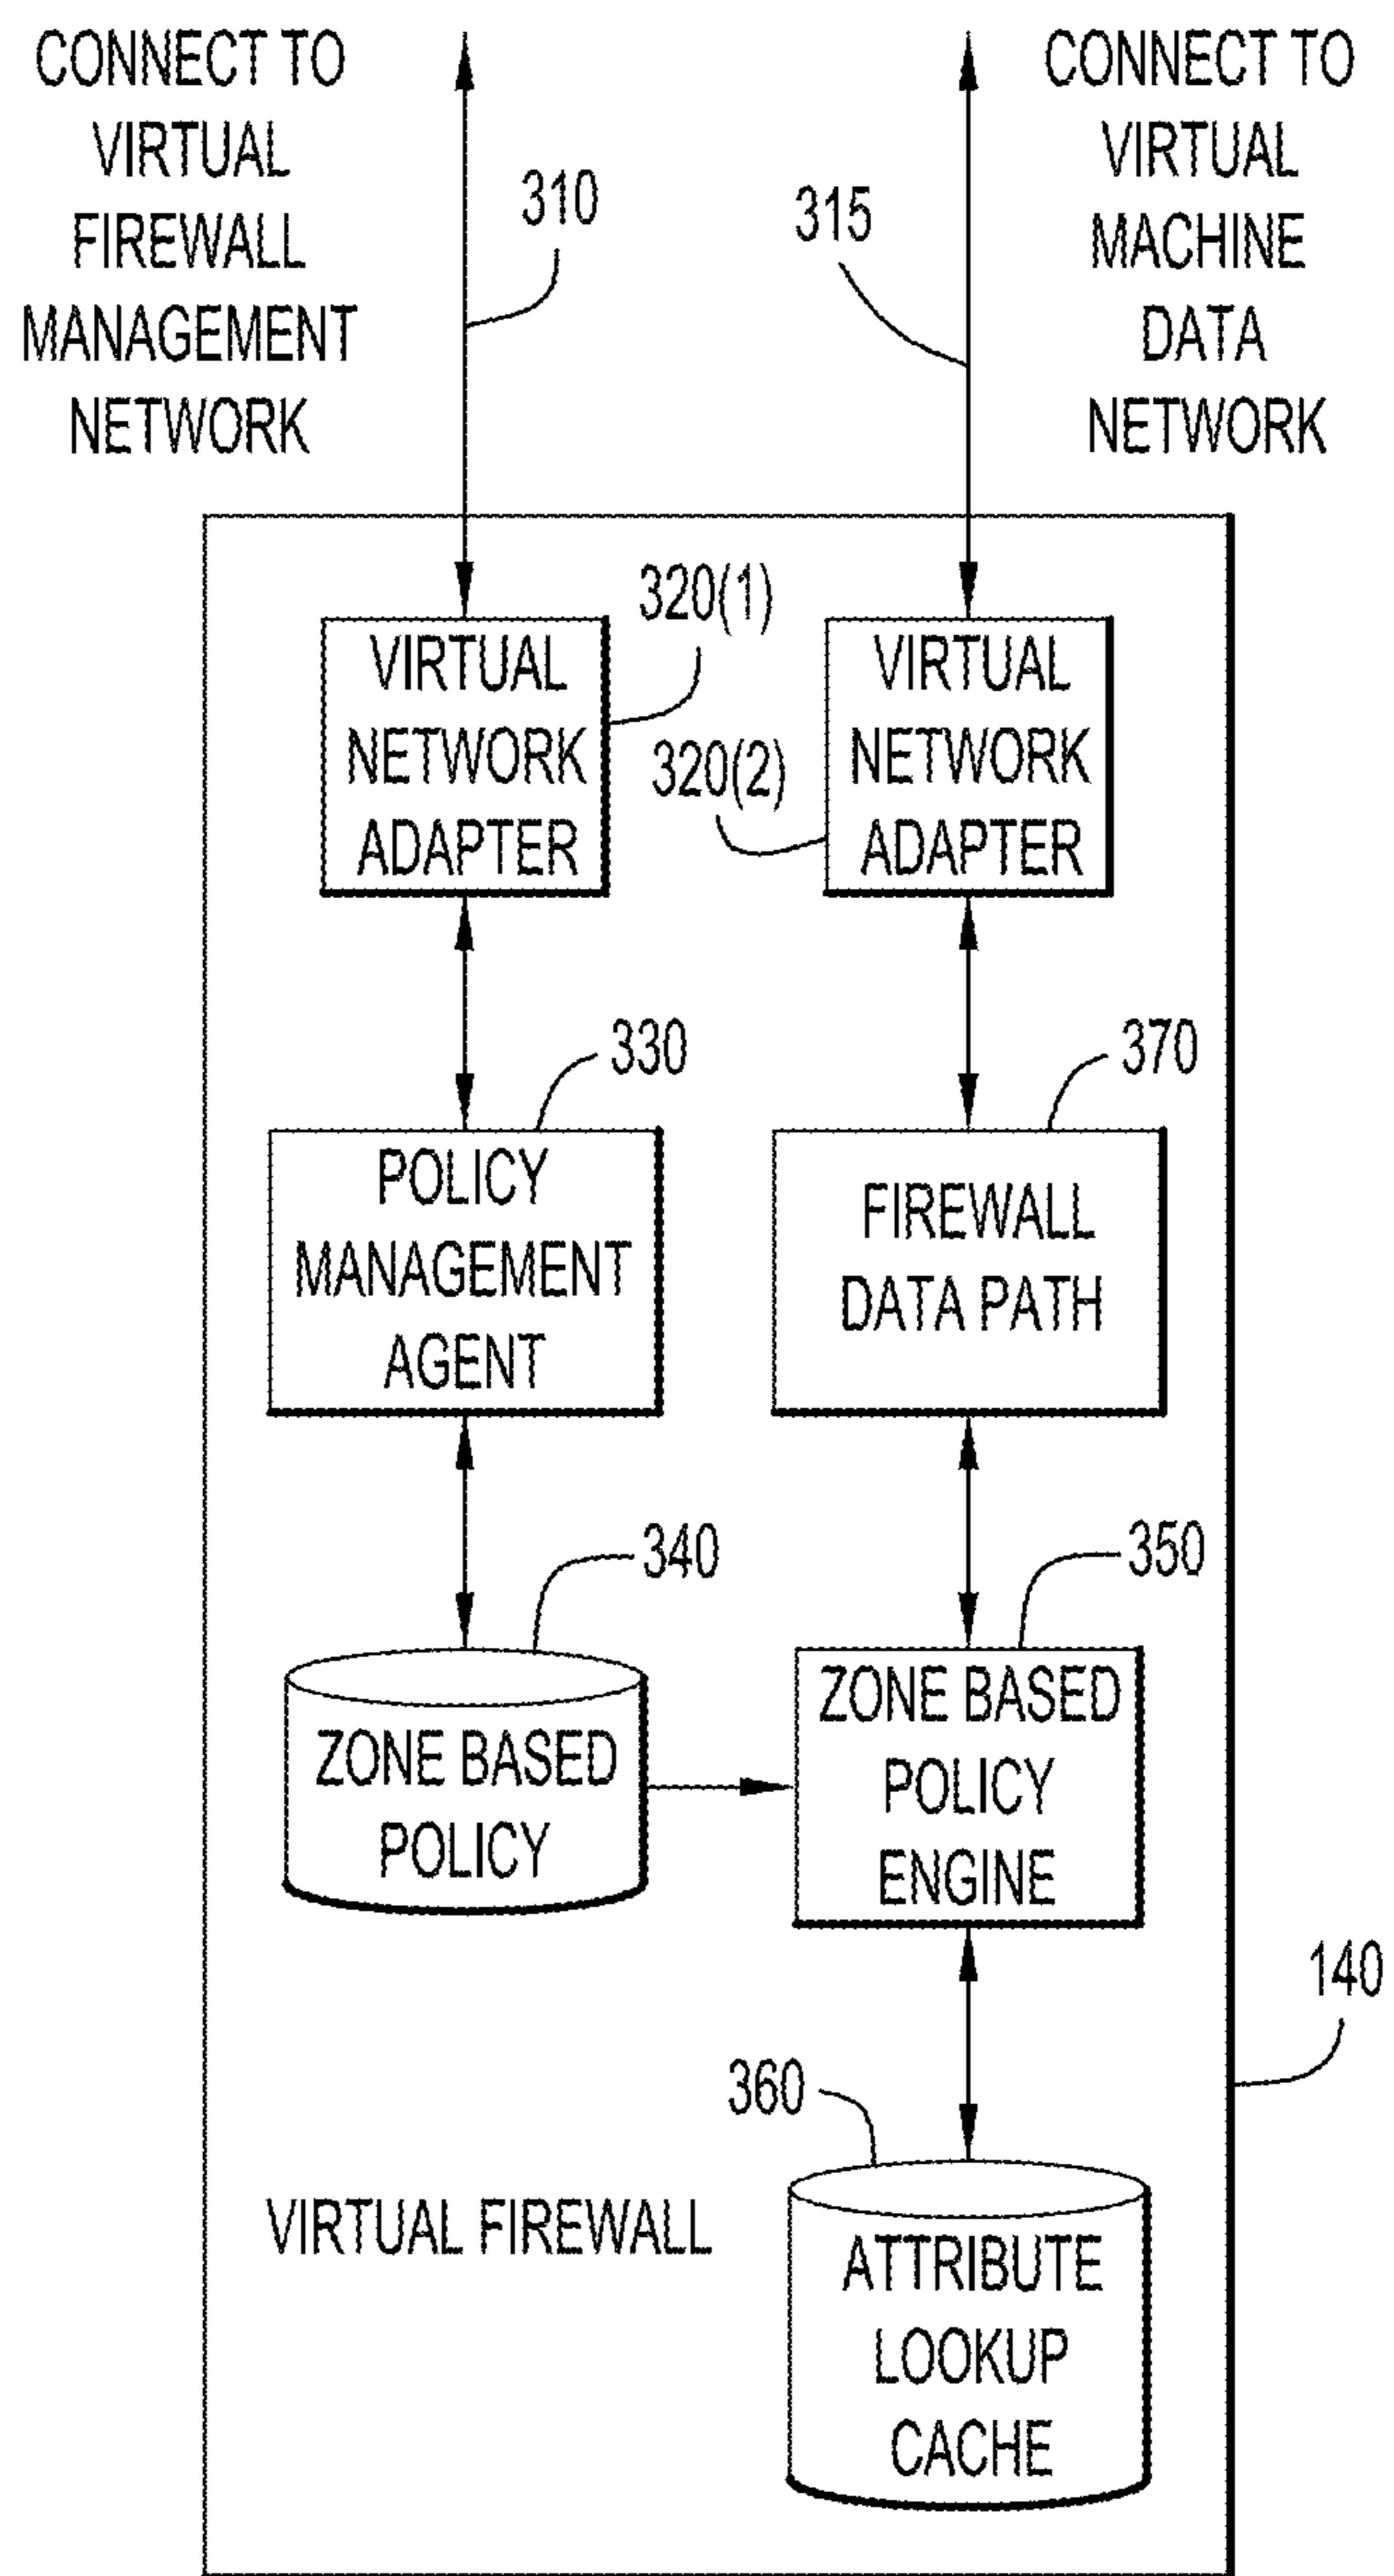 CONNECT TO
VIRTUAL
FIREWALL
MANAGEMENT
NETWORK
310
315
CONNECT TO
VIRTUAL
MACHINE
DATA
NETWORK
320(1)
VIRTUAL
NETWORK
ADAPTER
320(2)
VIRTUAL
NETWORK
ADAPTER
330
370
POLICY
MANAGEMENT
AGENT
FIREWALL
DATA PATH
340
350
ZONE BASED
POLICY
ZONE BASED
POLICY
ENGINE
140
360
VIRTUAL FIREWALL
ATTRIBUTE
LOOKUP
CACHE